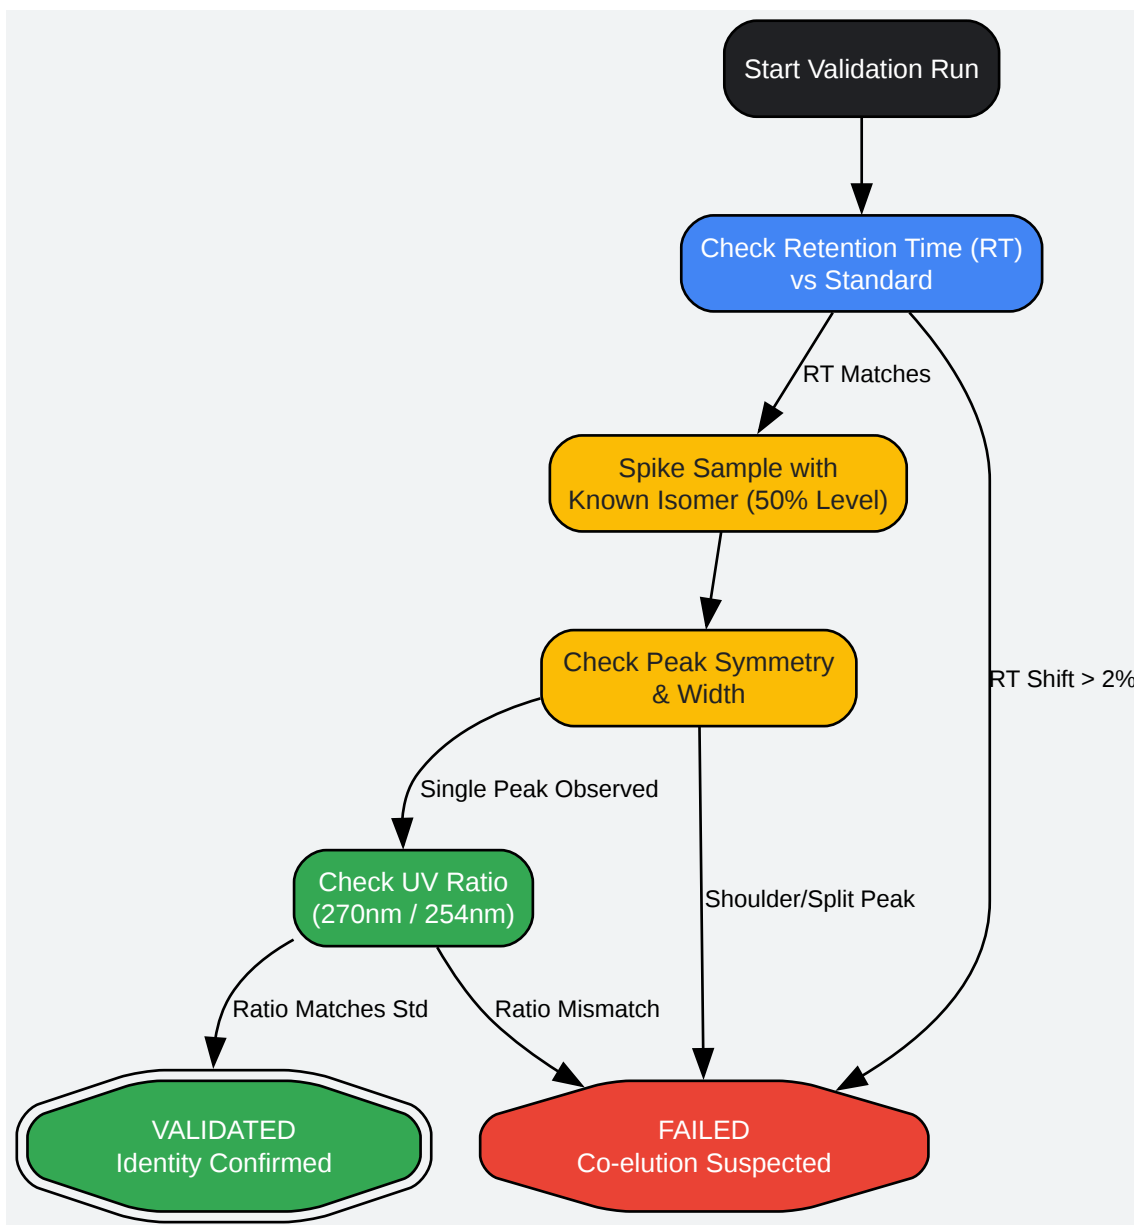 Start Validation Run
Check Retention Time (RT)
vs Standard
RT Matches
Spike Sample with
Known Isomer (50% Level)
Check Peak Symmetry
& Width
RT Shift > 2%
Single Peak Observed
Check UV Ratio
(270nm / 254nm)
Shoulder/Split Peak
Ratio Matches Std
Ratio Mismatch
VALIDATED
Identity Confirmed
FAILED
Co-elution Suspected